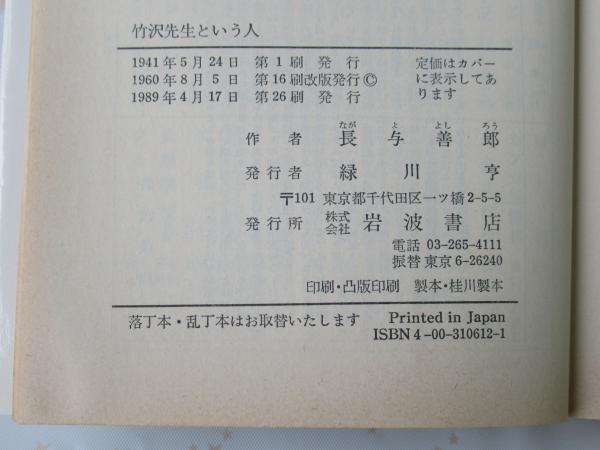 竹沢先生という人
1941年5月24日 第1刷発行
1960年8月5日 第16刷改版発行©
1989年4月17日 第26刷発行
定価はカバー
に表示してあ
ります
ながよよしろう
作者 長与善郎
発行者 緑川亨
〒101 東京都千代田区一ツ橋2-5-5
発行所 株式会社 岩波書店
電話 03-265-4111
振替 東京6-26240
印刷・凸版印刷 製本・桂川製本
落丁本・乱丁本はお取替いたします
Printed in Japan
ISBN4-00-310612-1